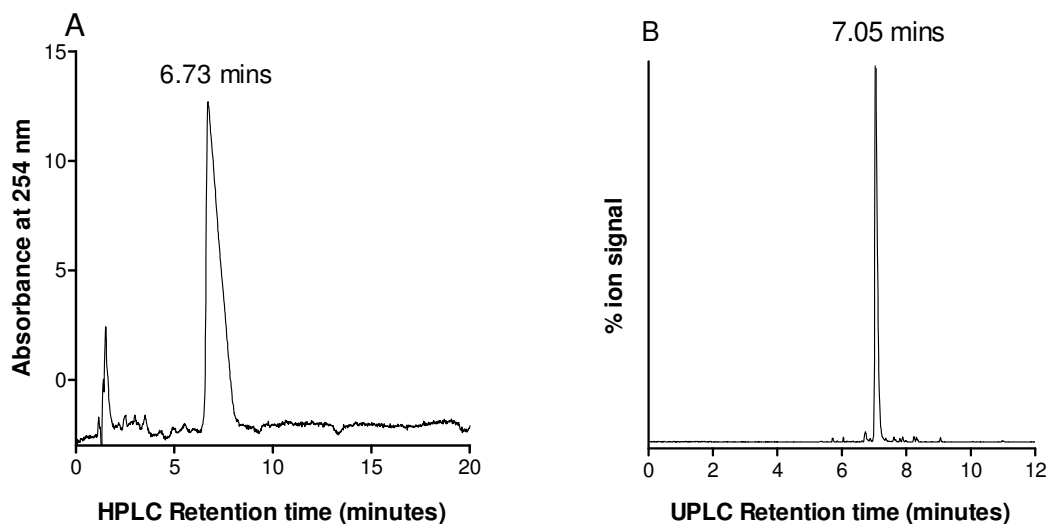 A
6.73 mins
15
10
5
0
Absorbance at 254 nm
0
5
10
15
20
HPLC Retention time (minutes)
B
7.05 mins
% ion signal
0
2
4
6
8
10
12
UPLC Retention time (minutes)